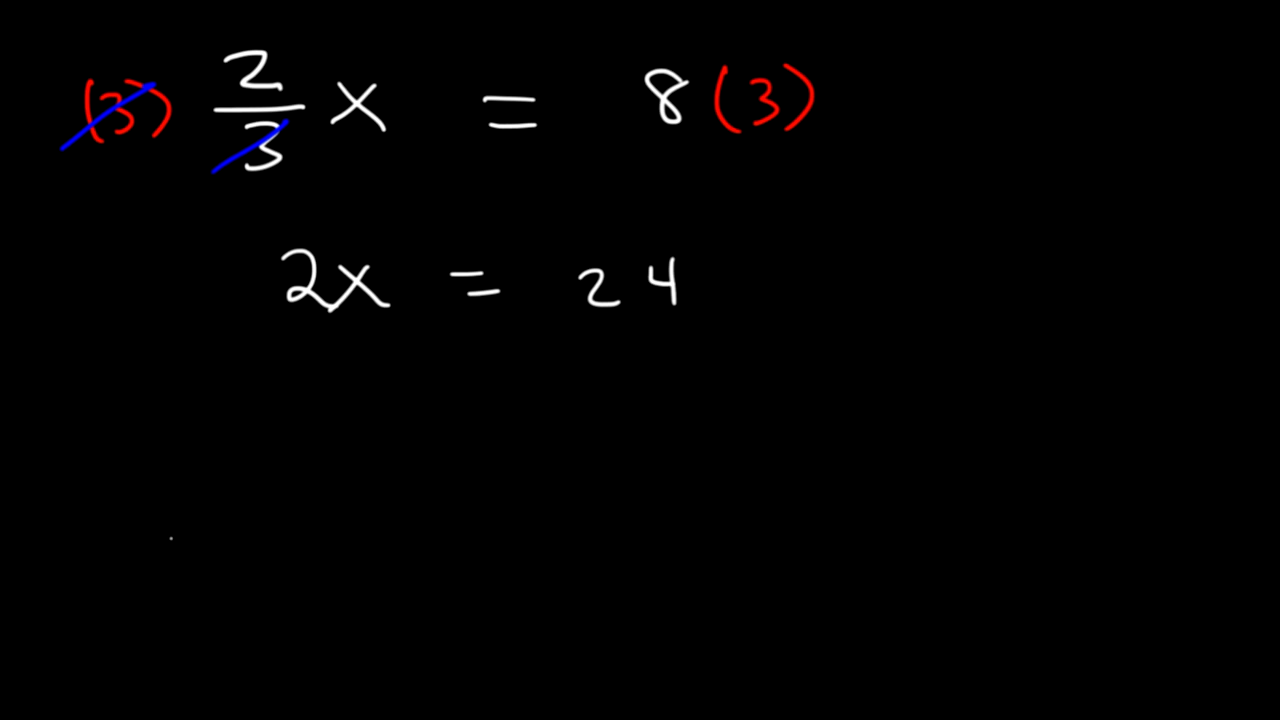 (3) 2/3 x = 8 (3)
2x = 24